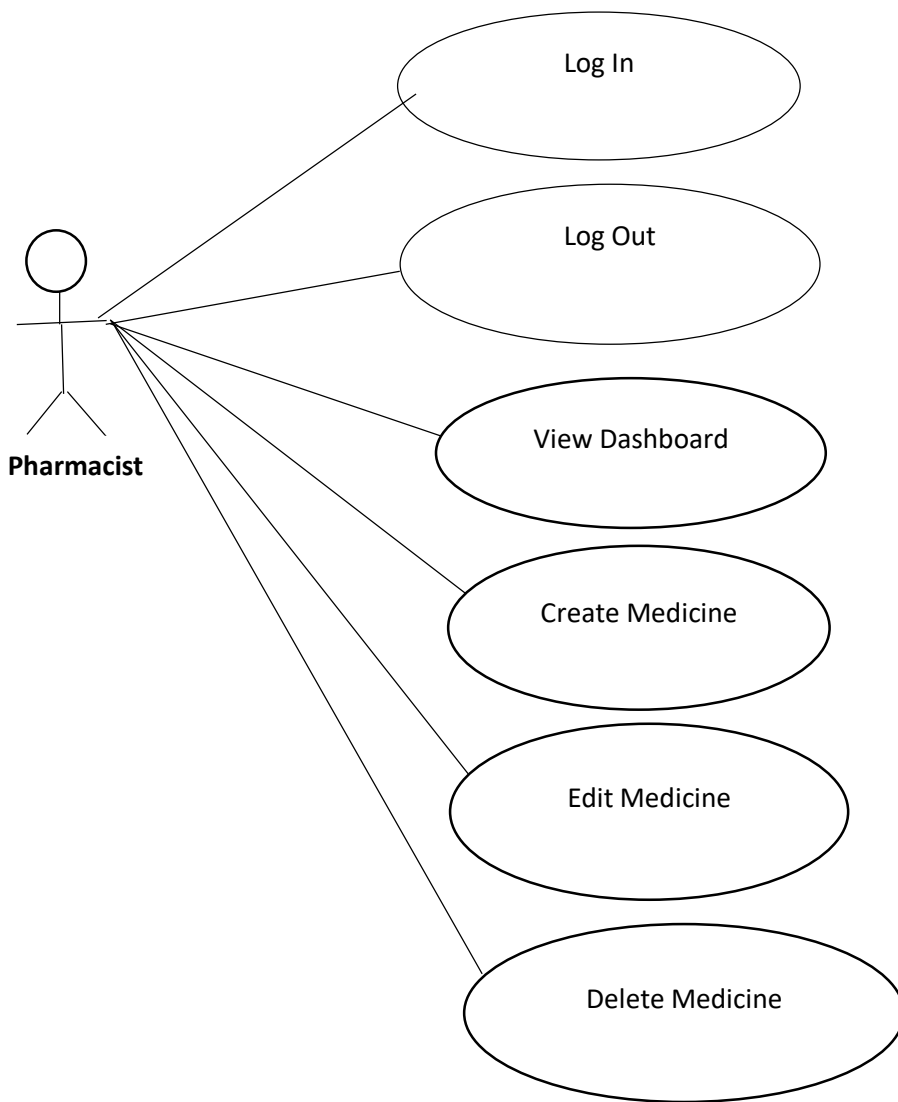 Log In
Log Out
View Dashboard
Pharmacist
Create Medicine
Edit Medicine
Delete Medicine